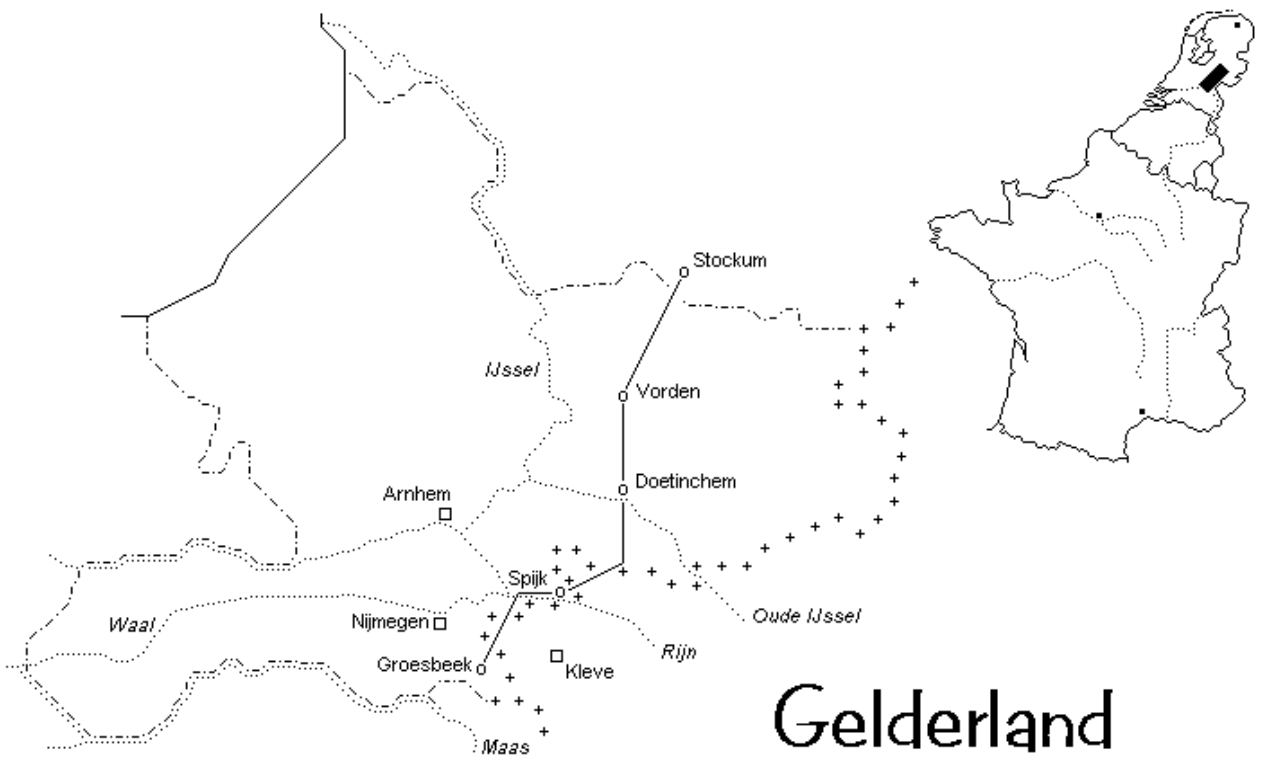 Stockum
IJssel
Vorden
Doetinchem
Arnhem
Spijk
Waal
Nijmegen
Oude IJssel
Rijn
Groesbeek
Kleve
Gelderland
Maas